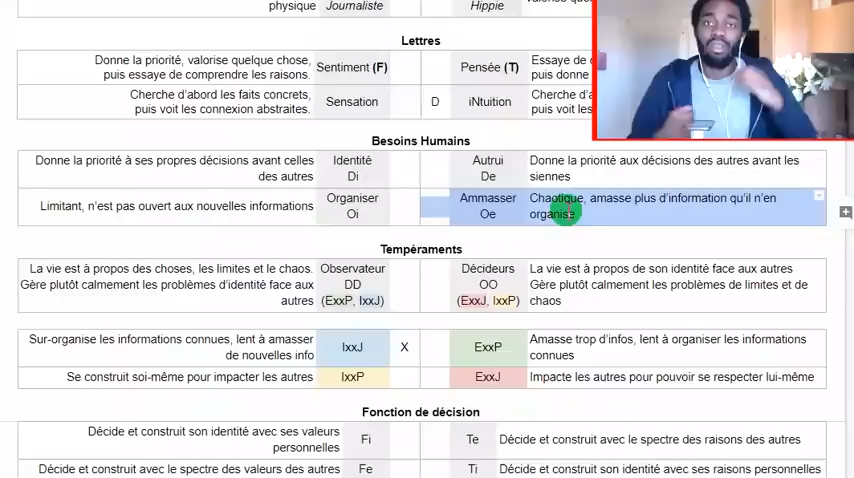 physique Journaliste Hippie valorise
Lettres
Donne la priorité, valorise quelque chose,
puis essaye de comprendre les raisons.
Sentiment (F)
Pensée (T)
Essaye de
puis donne
Cherche d'abord les faits concrets,
puis voit les connexion abstraites.
Sensation
D
iNtuition
Cherche
puis voit les
Besoins Humains
Donne la priorité à ses propres décisions avant celles
des autres
Identité
Di
Autrui
De
Donne la priorité aux décisions des autres avant les
siennes
Limitant, n'est pas ouvert aux nouvelles informations
Organiser
Oi
Ammasser
Oe
Chaotique, amasse plus d'information qu'il n'en
organise
Tempéraments
La vie est à propos des choses, les limites et le chaos.
Gère plutôt calmement les problèmes d'identité face aux
autres
Observateur
DD
(ExxP, IxxJ)
Décideurs
OO
(ExxJ, IxxP)
La vie est à propos de son identité face aux autres
Gère plutôt calmement les problèmes de limites et de
chaos
Sur-organise les informations connues, lent à amasser
de nouvelles info
IxxJ
X
ExxP
Amasse trop d'infos, lent à organiser les informations
connues
Se construit soi-même pour impacter les autres
IxxP
ExxJ
Impacte les autres pour pouvoir se respecter lui-même
Fonction de décision
Décide et construit son identité avec ses valeurs
personnelles
Fi
Te
Décide et construit avec le spectre des raisons des autres
Décide et construit avec le spectre des valeurs des autres
Fe
Ti
Décide et construit son identité avec ses raisons personnelles